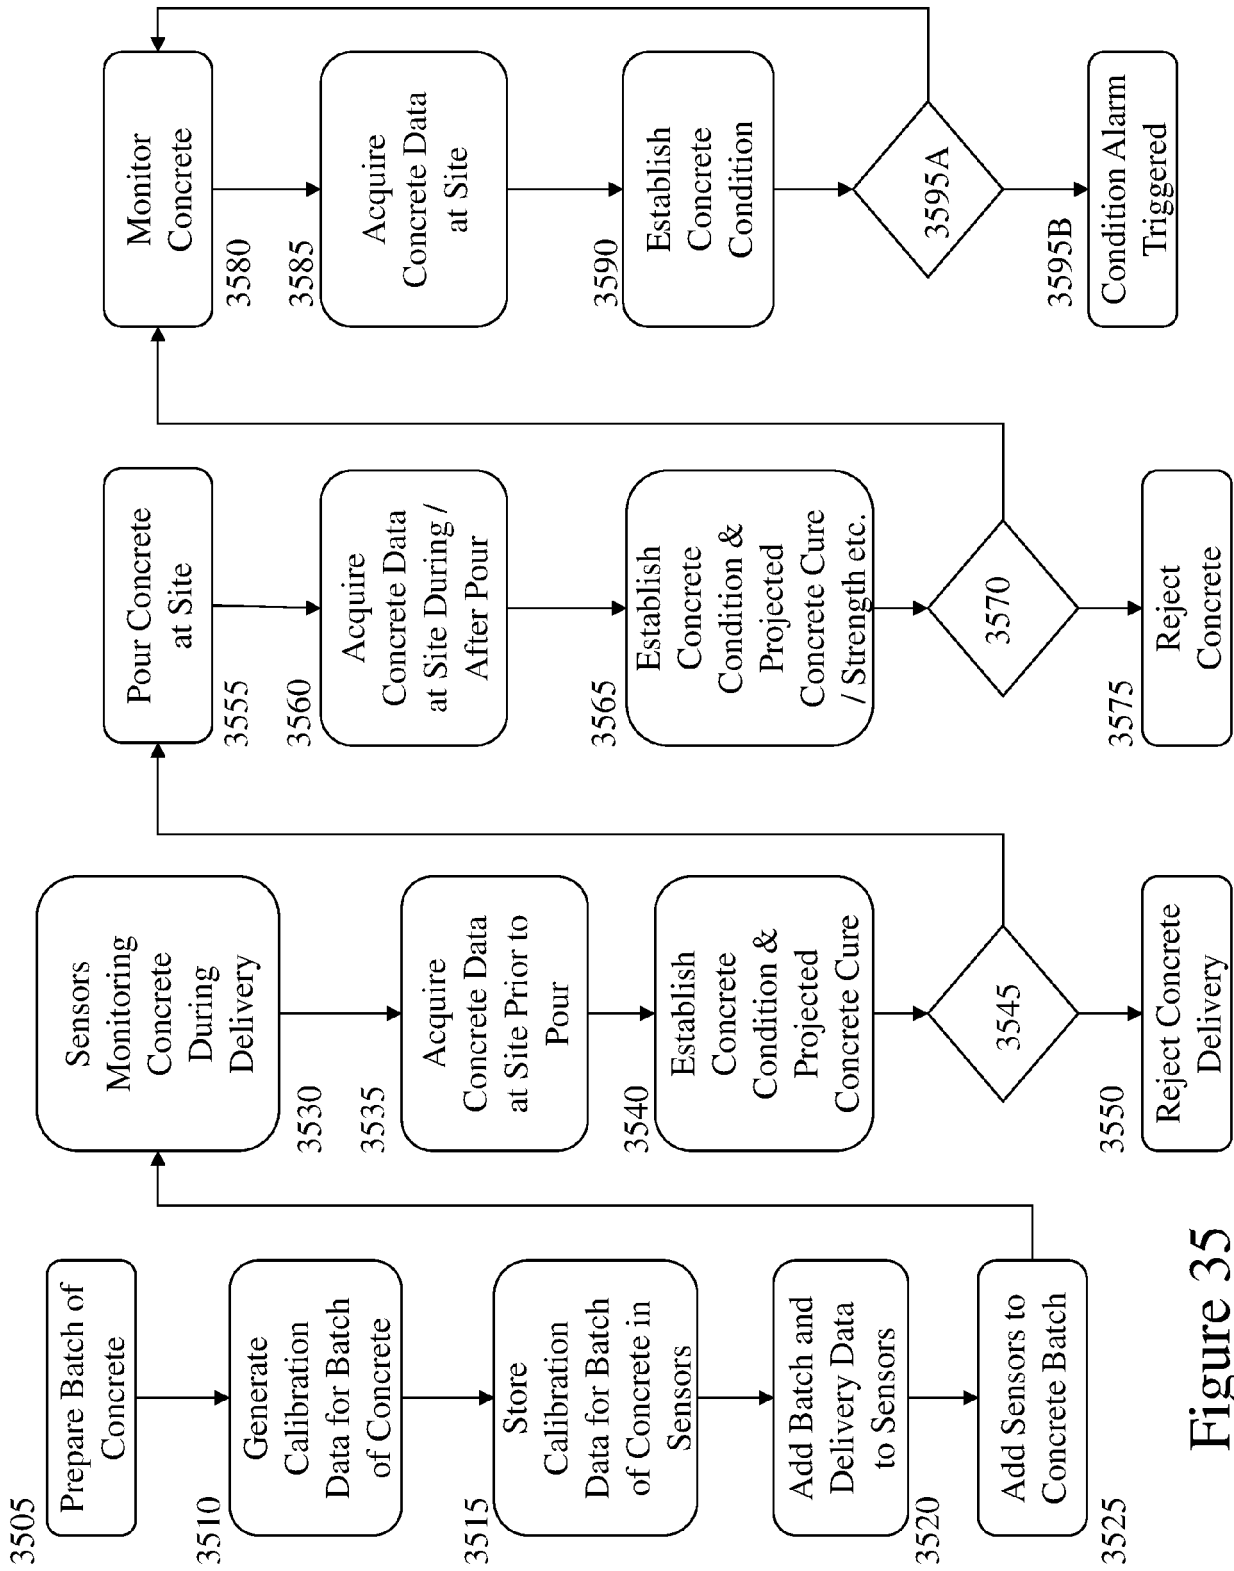 3505
Prepare Batch of
Concrete
3510
Generate
Calibration
Data for Batch
of Concrete
3515
Store
Calibration
Data for Batch
of Concrete in
Sensors
Add Batch and
Delivery Data
to Sensors
3520
Add Sensors to
Concrete Batch
3525
Sensors
Monitoring
Concrete
During
Delivery
3530
3535
Acquire
Concrete Data
at Site Prior to
Pour
3540
Establish
Concrete
Condition &
Projected
Concrete Cure
3545
3550
Reject Concrete
Delivery
Pour Concrete
at Site
3555
3560
Acquire
Concrete Data
at Site During /
After Pour
3565
Establish
Concrete
Condition &
Projected
Concrete Cure
/ Strength etc.
3570
3575
Reject
Concrete
Monitor
Concrete
3580
3585
Acquire
Concrete Data
at Site
3590
Establish
Concrete
Condition
3595A
3595B
Condition Alarm
Triggered
Figure 35